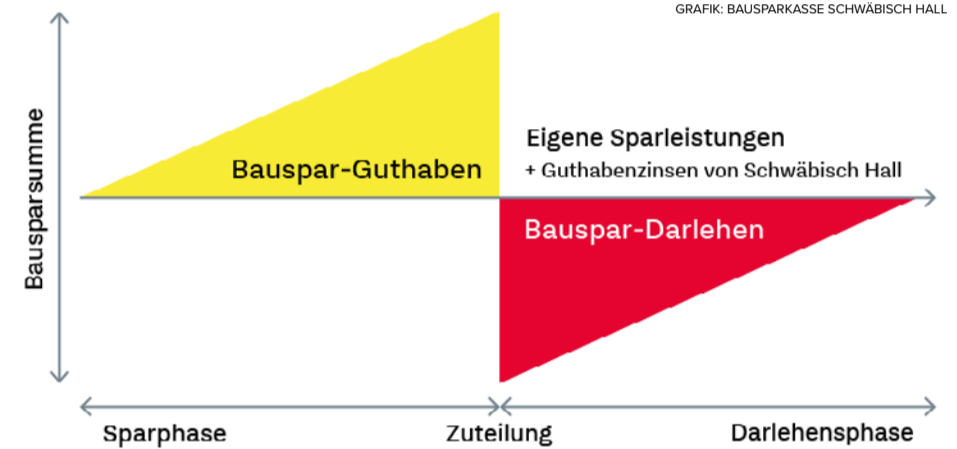 GRAFIK: BAUSPARKASSE SCHWÄBISCH HALL
Bausparsumme
Bauspar-Guthaben
Eigene Sparleistungen
+ Guthabenzinsen von Schwäbisch Hall
Bauspar-Darlehen
Sparphase
Zuteilung
Darlehensphase